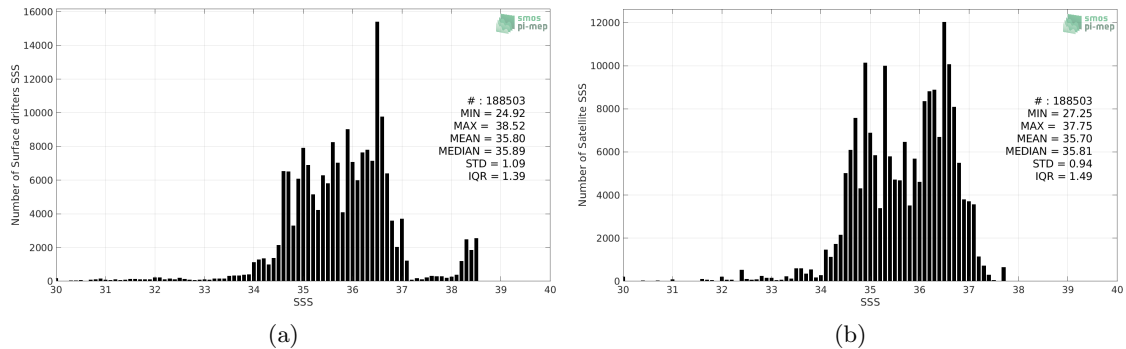 16000
14000
12000
10000
8000
6000
4000
2000
0
30 31 32 33 34 35 36 37 38 39 40
SSS
Number of Surface drifters SSS
smos
pi-mep
# : 188503
MIN = 24.92
MAX = 38.52
MEAN = 35.80
MEDIAN = 35.89
STD = 1.09
IQR = 1.39
(a)
12000
10000
8000
6000
4000
2000
0
30 31 32 33 34 35 36 37 38 39 40
SSS
Number of Satellite SSS
smos
pi-mep
# : 188503
MIN = 27.25
MAX = 37.75
MEAN = 35.70
MEDIAN = 35.81
STD = 0.94
IQR = 1.49
(b)